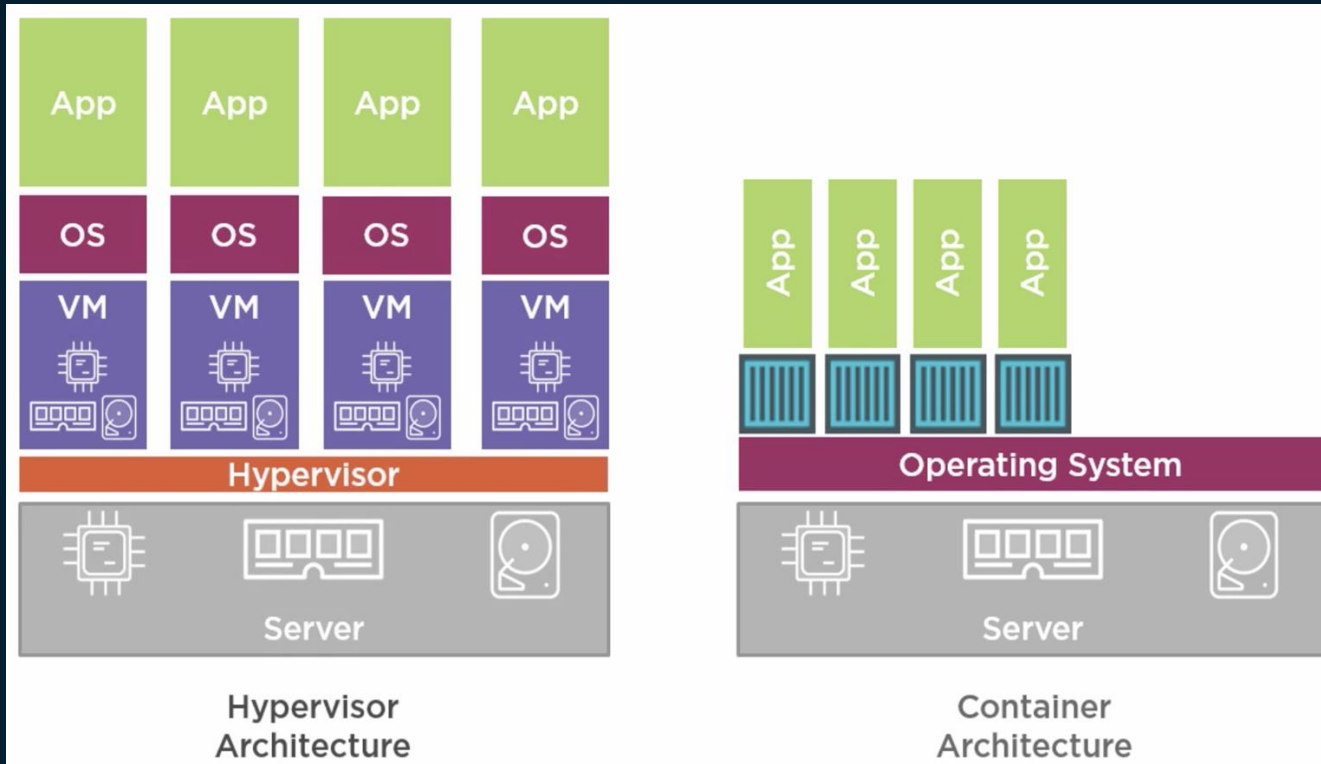 App App App App
OS OS OS OS
VM VM VM VM
Hypervisor
Server
Hypervisor
Architecture
App App App App
Operating System
Server
Container
Architecture